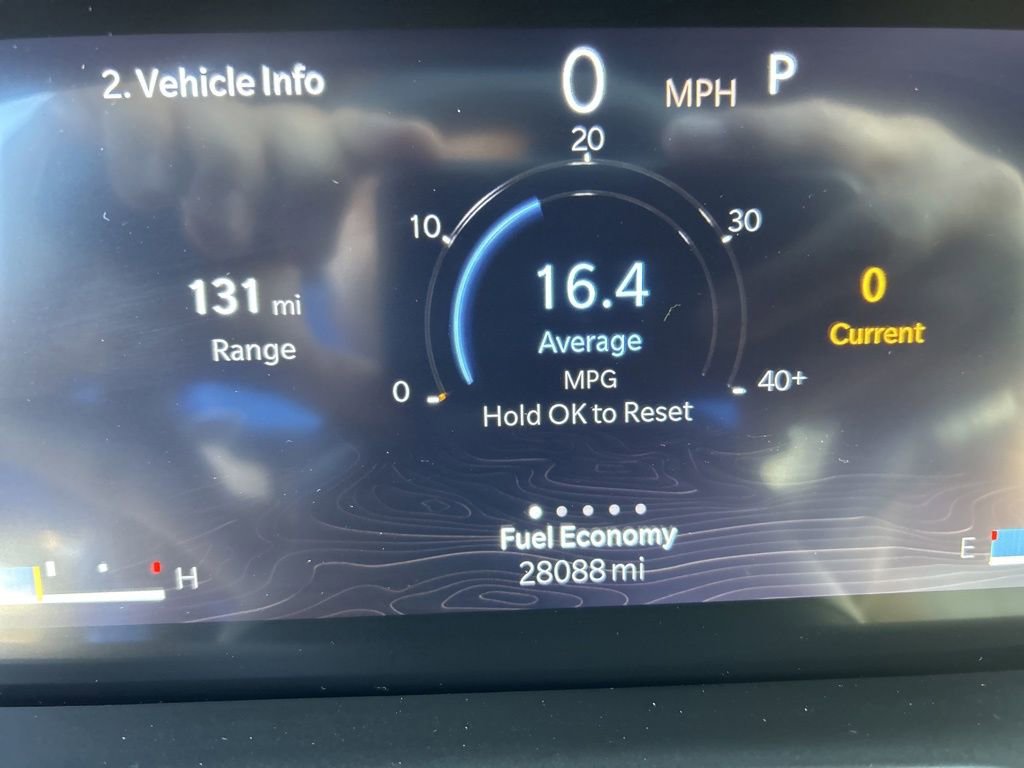 2. Vehicle Info
0 MPH P
20
10
30
131 mi
Range
16.4
Average
MPG
Hold OK to Reset
0
Current
0
40+
Fuel Economy
28088 mi
H
E